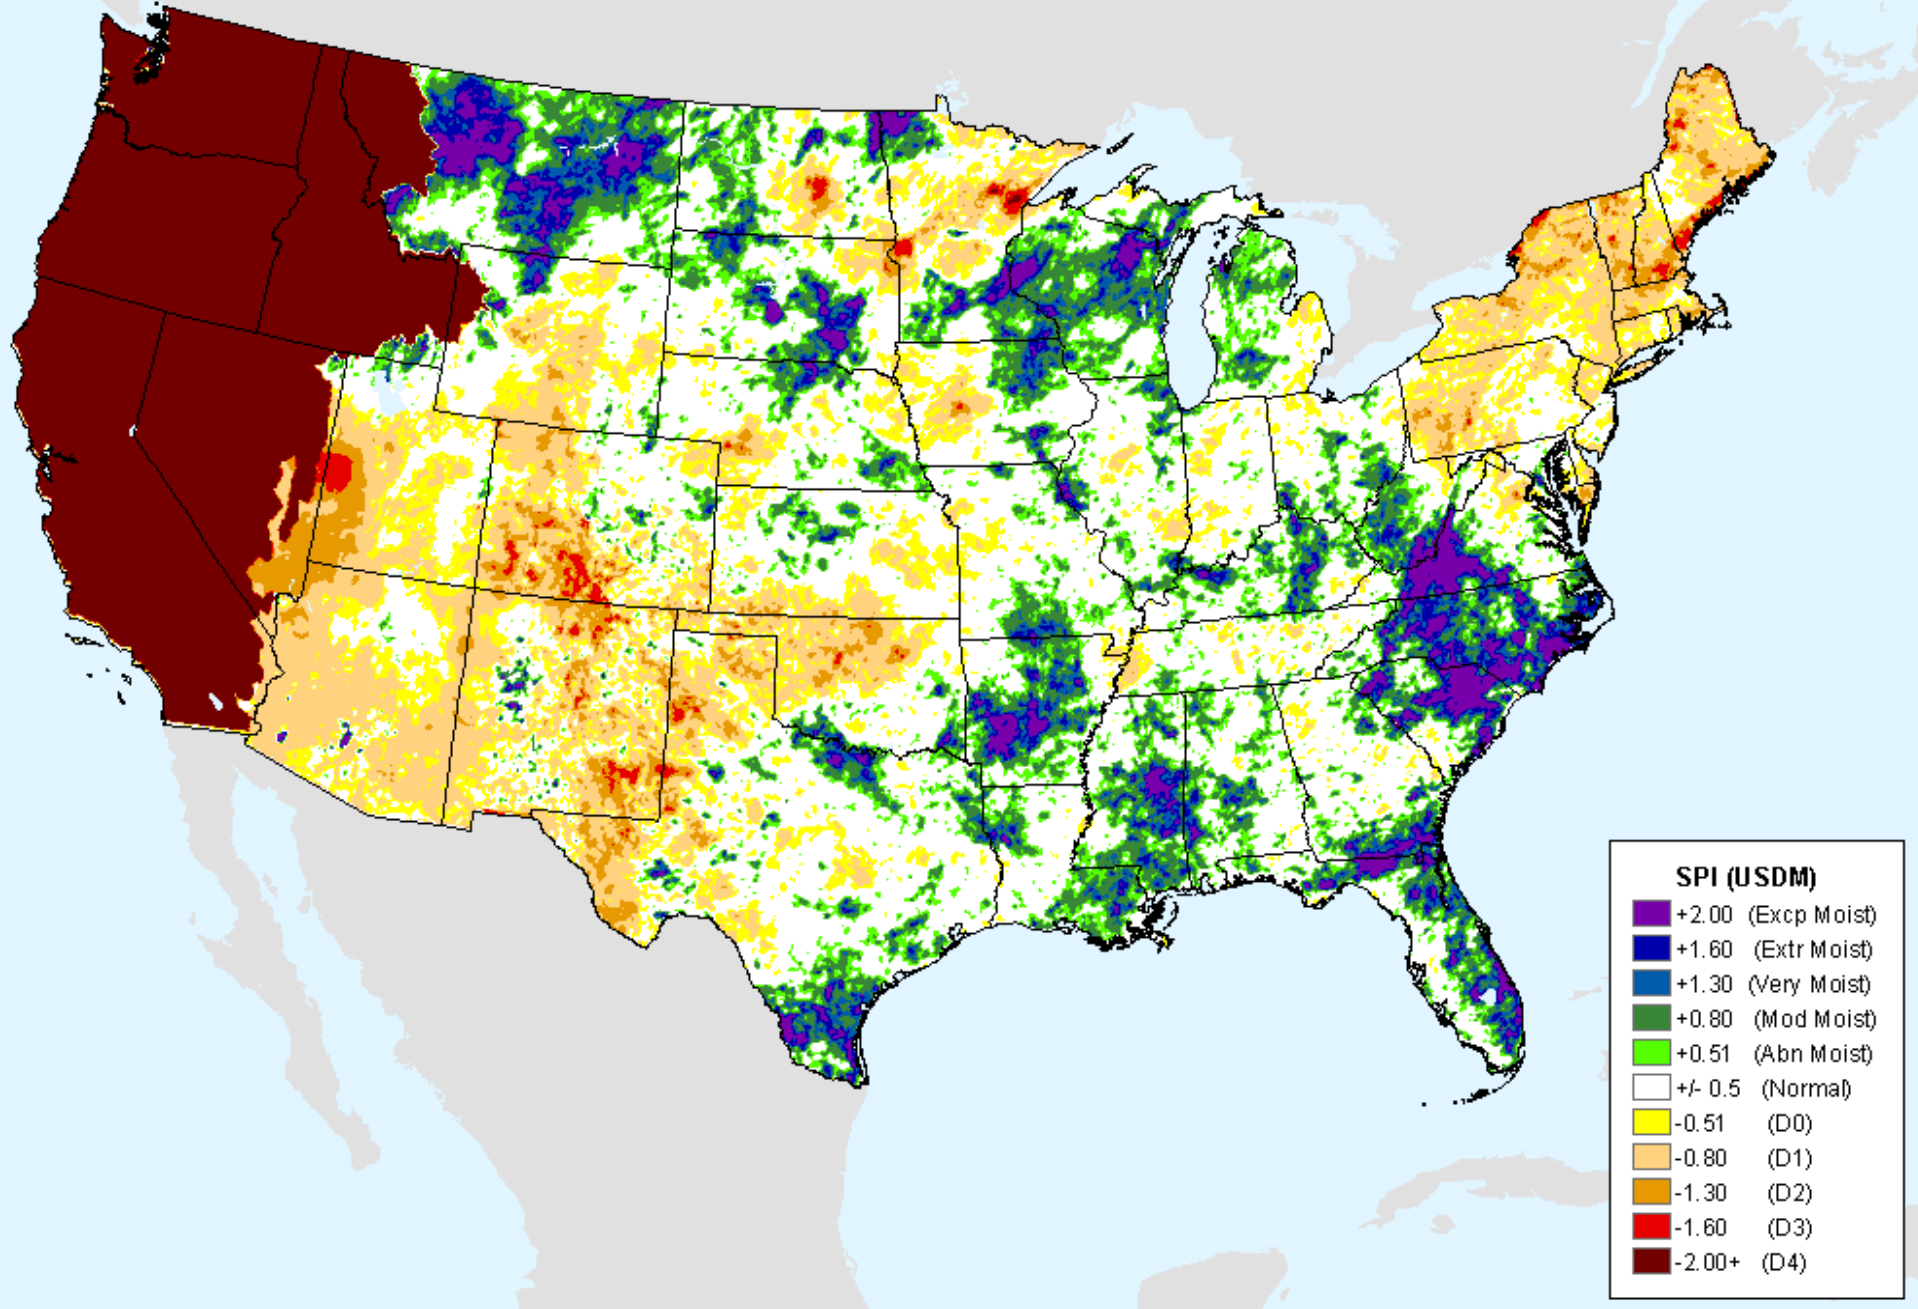 SPI (USDM)
+2.00 (Excp Moist)
+1.60 (Extr Moist)
+1.30 (Very Moist)
+0.80 (Mod Moist)
+0.51 (Abn Moist)
+/- 0.5 (Normal)
-0.51 (D0)
-0.80 (D1)
-1.30 (D2)
-1.60 (D3)
-2.00+ (D4)